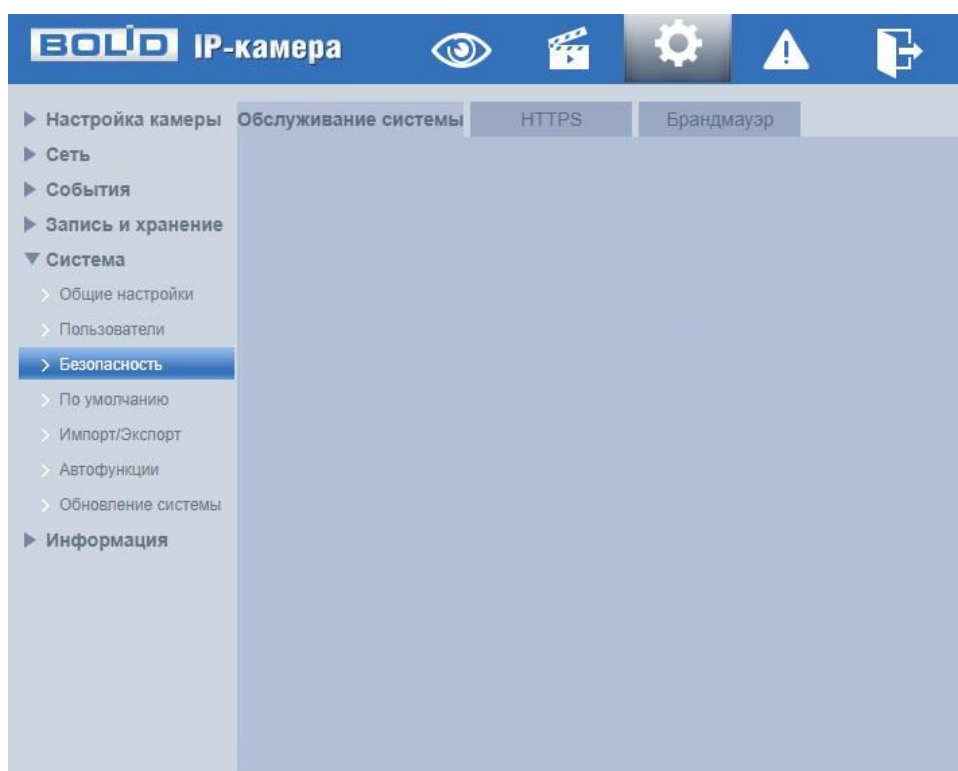 BOLID IP-камера
Обслуживание системы HTTPS Брандмауэр
Настройка камеры
Сеть
События
Запись и хранение
Система
Общие настройки
Пользователи
Безопасность
По умолчанию
Импорт/Экспорт
Автофункции
Обновление системы
Информация